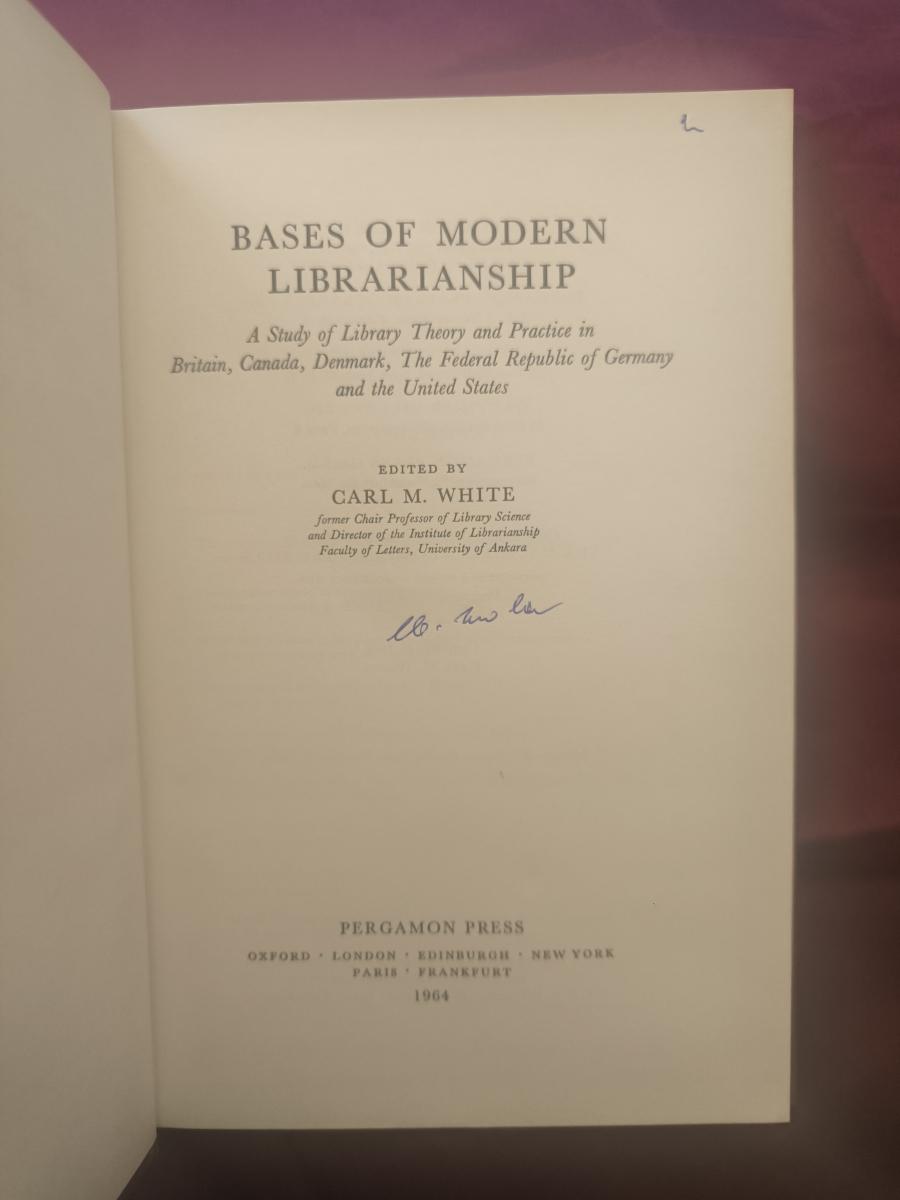 BASES OF MODERN
LIBRARIANSHIP
A Study of Library Theory and Practice in
Britain, Canada, Denmark, The Federal Republic of Germany
and the United States
EDITED BY
CARL M. WHITE
former Chair Professor of Library Science
and Director of the Institute of Librarianship
Faculty of Letters, University of Ankara
PERGAMON PRESS
OXFORD · LONDON · EDINBURGH · NEW YORK
PARIS · FRANKFURT
1964